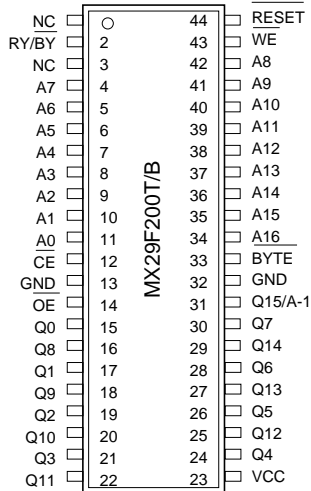 NC 44 RESET
RY/BY 2 43 WE
NC 3 42 A8
A7 4 41 A9
A6 5 40 A10
A5 6 39 A11
A4 7 38 A12
A3 8 37 A13
A2 9 36 A14
A1 10 35 A15
A0 11 34 A16
CE 12 33 BYTE
GND 13 32 GND
OE 14 31 Q15/A-1
Q0 15 30 Q7
Q8 16 29 Q14
Q1 17 28 Q6
Q9 18 27 Q13
Q2 19 26 Q5
Q10 20 25 Q12
Q3 21 24 Q4
Q11 22 23 VCC
MX29F200T/B